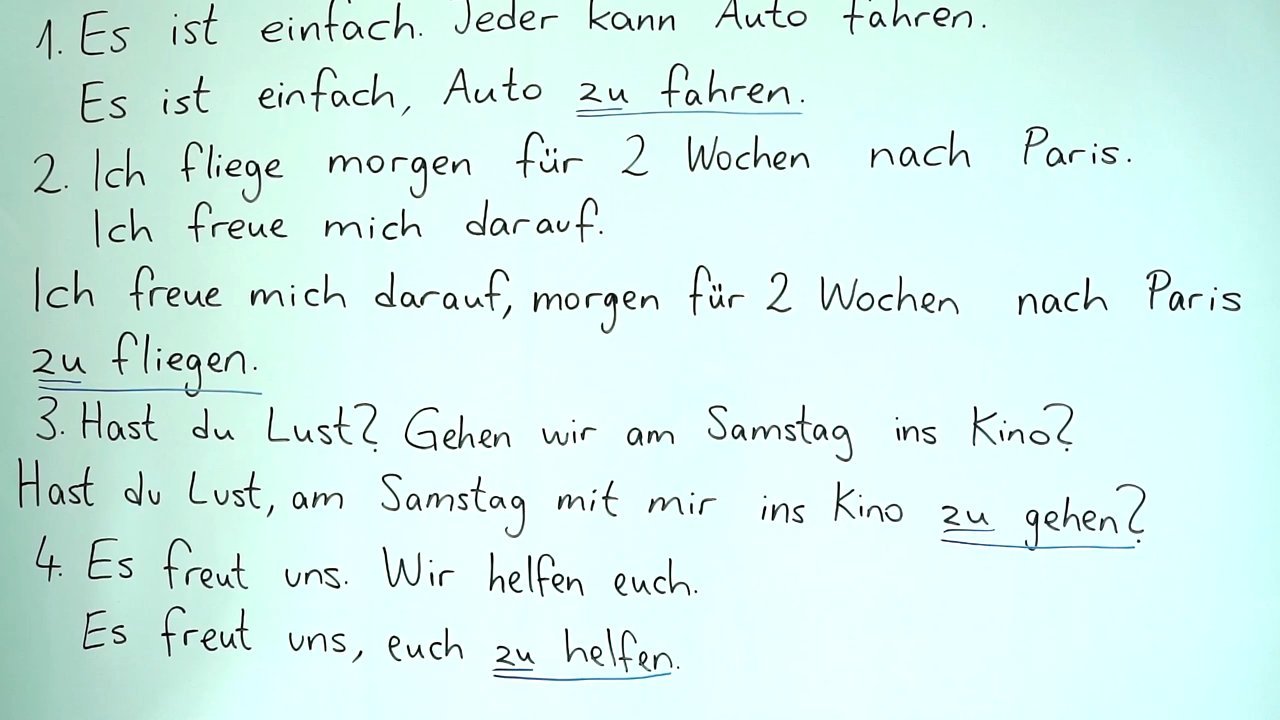 1. Es ist einfach. Jeder kann Auto fahren.
Es ist einfach, Auto zu fahren.
2. Ich fliege morgen für 2 Wochen nach Paris.
Ich freue mich darauf.
Ich freue mich darauf, morgen für 2 Wochen nach Paris
zu fliegen.
3. Hast du Lust? Gehen wir am Samstag ins Kino?
Hast du Lust, am Samstag mit mir ins Kino zu gehen?
4. Es freut uns. Wir helfen euch.
Es freut uns, euch zu helfen.